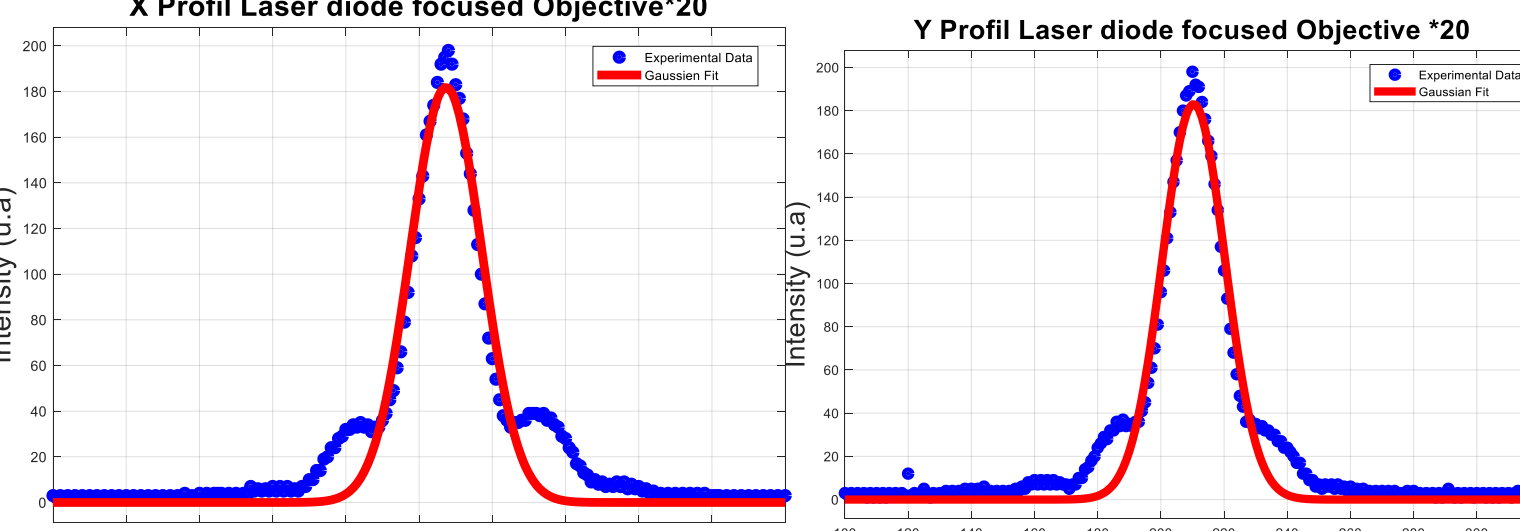 X Profil Laser diode focused Objective*20
Experimental Data
Gaussien Fit
200
180
160
140
120
100
80
60
40
20
0
Intensity (u.a)
Y Profil Laser diode focused Objective *20
Experimental Data
Gaussian Fit
200
180
160
140
120
100
80
60
40
20
0
Intensity (u.a)